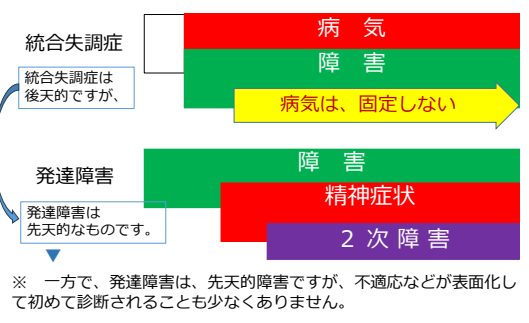 統合失調症
病 気
障 害
統合失調症は
後天的ですが、
病気は、固定しない
発達障害
障 害
精神症状
発達障害は
先天的なものです。
２次障害
※ 一方で、発達障害は、先天的障害ですが、不適応などが表面化し
て初めて診断されることも少なくありません。